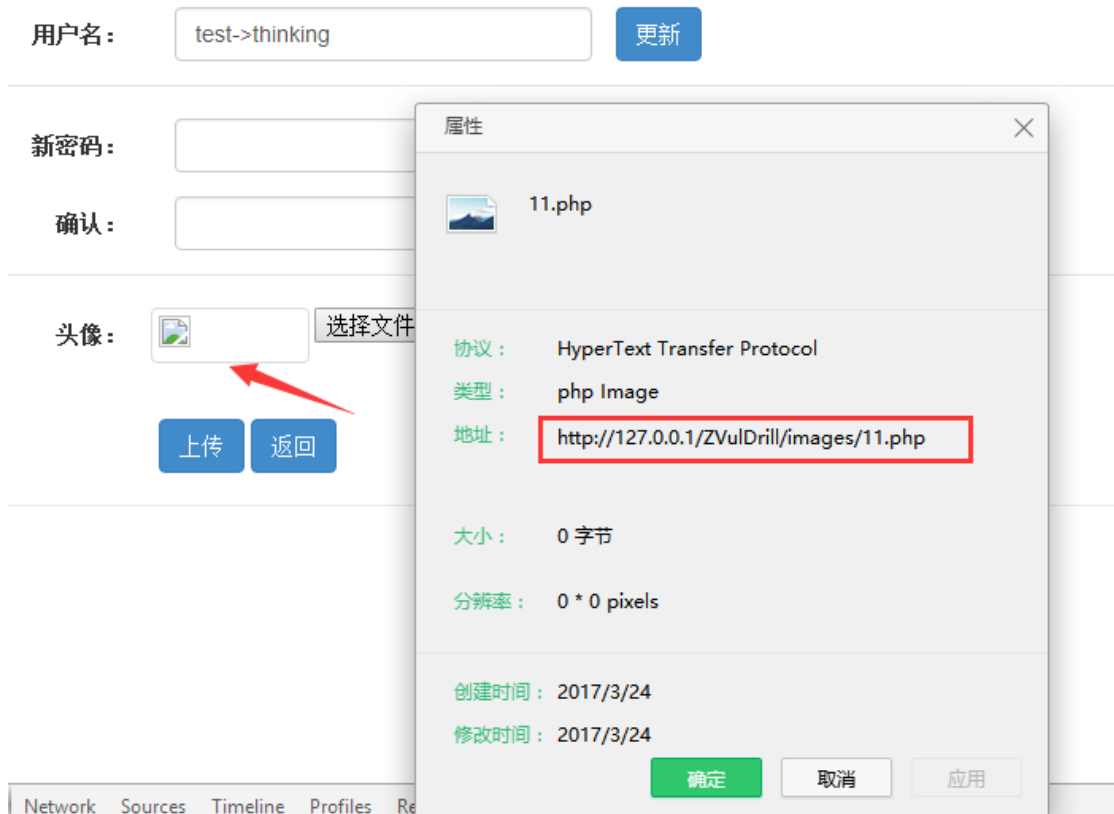 用户名：
test->thinking
更新
新密码：
确认：
头像：
选择文件
上传
返回
属性
11.php
协议： HyperText Transfer Protocol
类型： php Image
地址： http://127.0.0.1/ZVulDrill/images/11.php
大小： 0 字节
分辨率： 0 * 0 pixels
创建时间： 2017/3/24
修改时间： 2017/3/24
确定
取消
应用
Network Sources Timeline Profiles Re